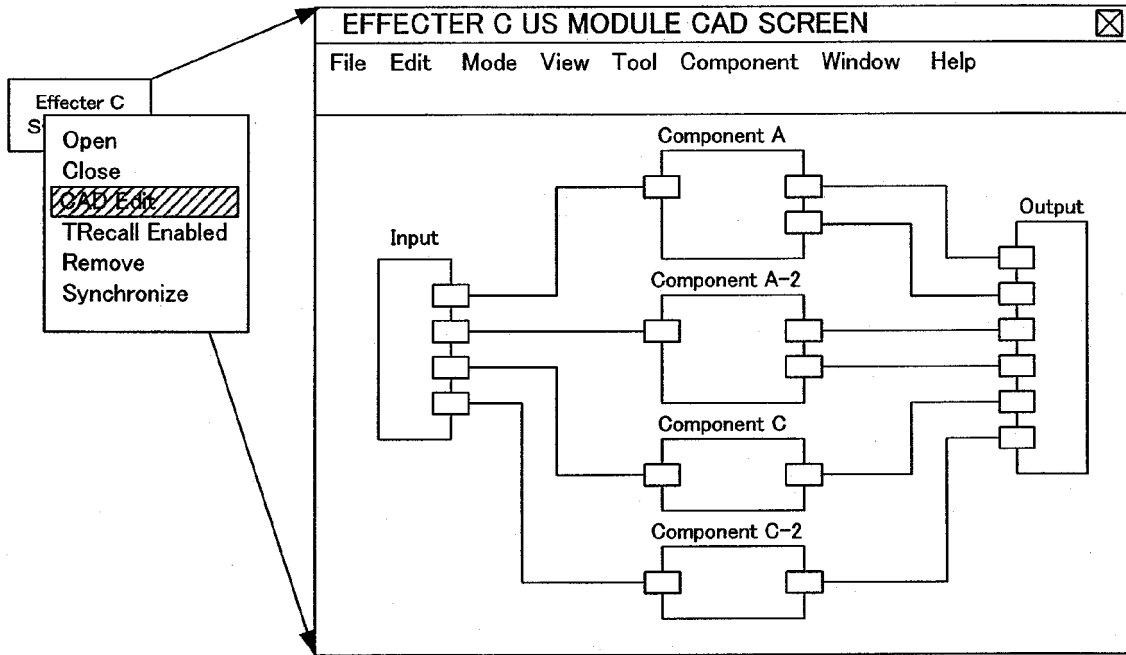 EFFECTER C US MODULE CAD SCREEN
File Edit Mode View Tool Component Window Help
Effecter C
Open
Close
CAD Edit
TRecall Enabled
Remove
Synchronize
Input
Component A
Component A-2
Component C
Component C-2
Output